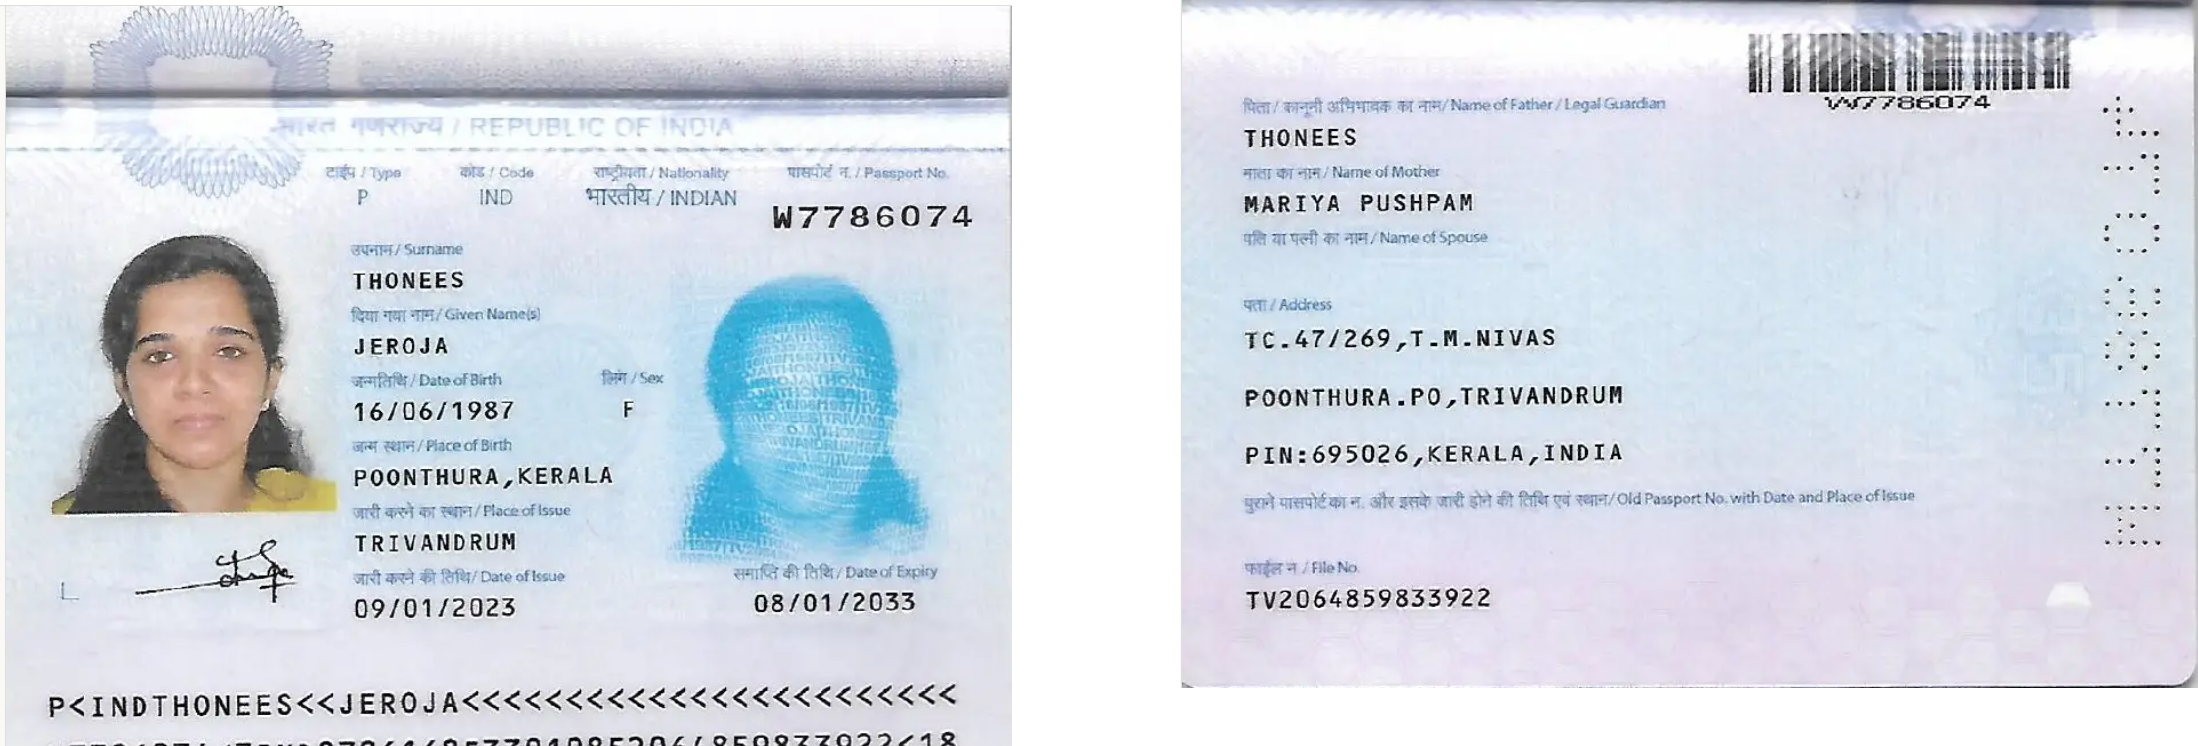 भारत गणराज्य / REPUBLIC OF INDIA
टाईप / Type कोड / Code राष्ट्रीयता / Nationality पासपोर्ट न. / Passport No.
P IND भारतीय / INDIAN W7786074
उपनाम / Surname
THONEES
दिया गया नाम / Given Name(s)
JEROJA
जन्मतिथि / Date of Birth लिंग / Sex
16/06/1987 F
जन्म स्थान / Place of Birth
POONTHURA,KERALA
जारी करने का स्थान / Place of Issue
TRIVANDRUM
जारी करने की तिथि / Date of Issue समाप्ति की तिथि / Date of Expiry
09/01/2023 08/01/2033
P<INDTHONEES<<JEROJA<<<<<<<<<<<<<<<<<<<<<<<<
W7786074
पिता / कानूनी अभिभावक का नाम / Name of Father / Legal Guardian
THONEES
माता का नाम / Name of Mother
MARIYA PUSHPAM
पति या पत्नी का नाम / Name of Spouse
पता / Address
TC.47/269,T.M.NIVAS
POONTHURA.PO,TRIVANDRUM
PIN:695026,KERALA,INDIA
पुराने पासपोर्ट का न. और इसके जारी होने की तिथि एवं स्थान / Old Passport No. with Date and Place of Issue
फाईल न / File No.
TV2064859833922